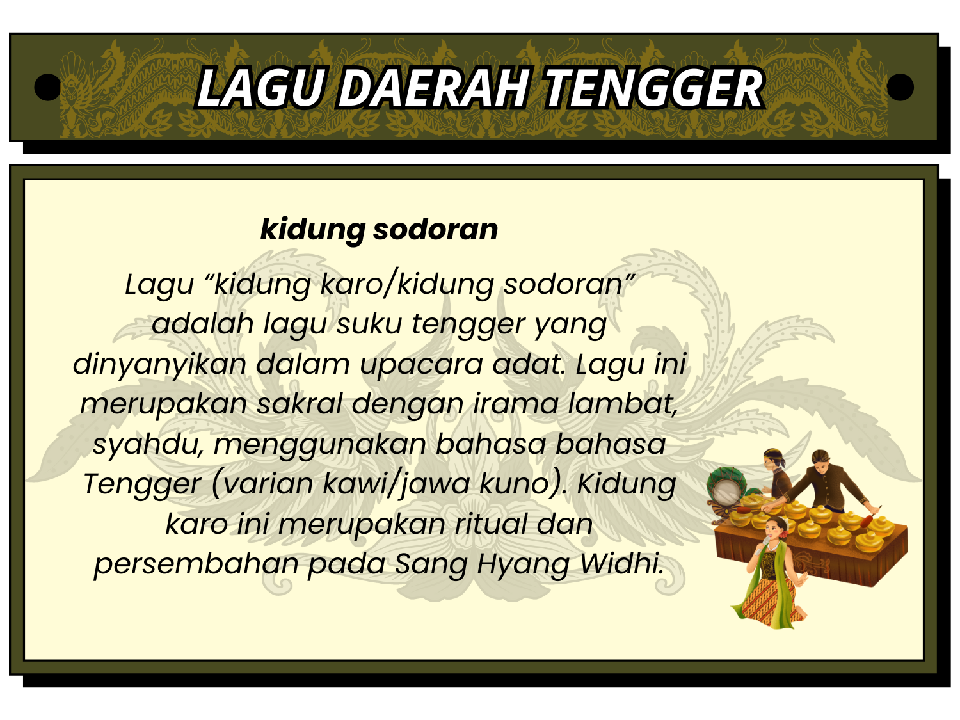 LAGU DAERAH TENGGER
kidung sodoran
Lagu “kidung karo/kidung sodoran”
adalah lagu suku tengger yang
dinyanyikan dalam upacara adat. Lagu ini
merupakan sakral dengan irama lambat,
syahdu, menggunakan bahasa bahasa
Tengger (varian kawi/jawa kuno). Kidung
karo ini merupakan ritual dan
persembahan pada Sang Hyang Widhi.